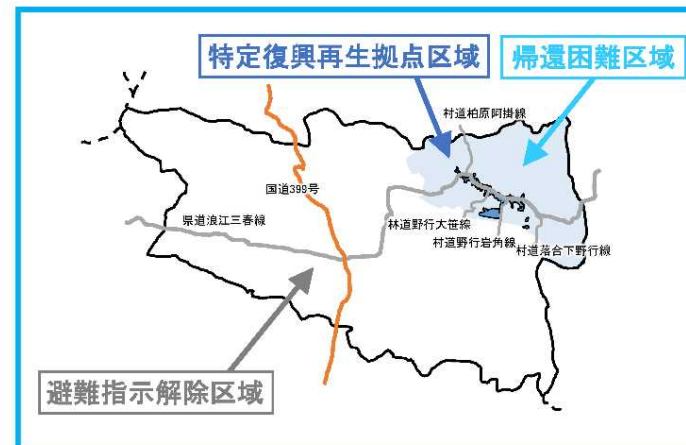 特定復興再生拠点区域
帰還困難区域
村道柏原阿掛線
国道399号
県道浪江三春線
林道野行大笹線
村道野行岩角線
村道落合下野行線
避難指示解除区域